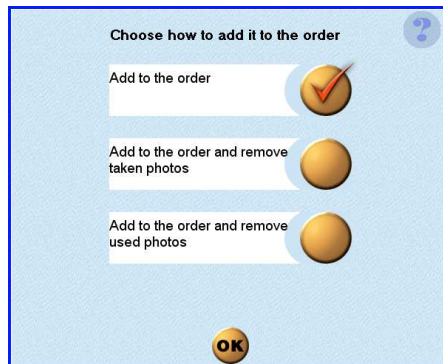 ?
Choose how to add it to the order
Add to the order
Add to the order and remove
taken photos
Add to the order and remove
used photos
OK